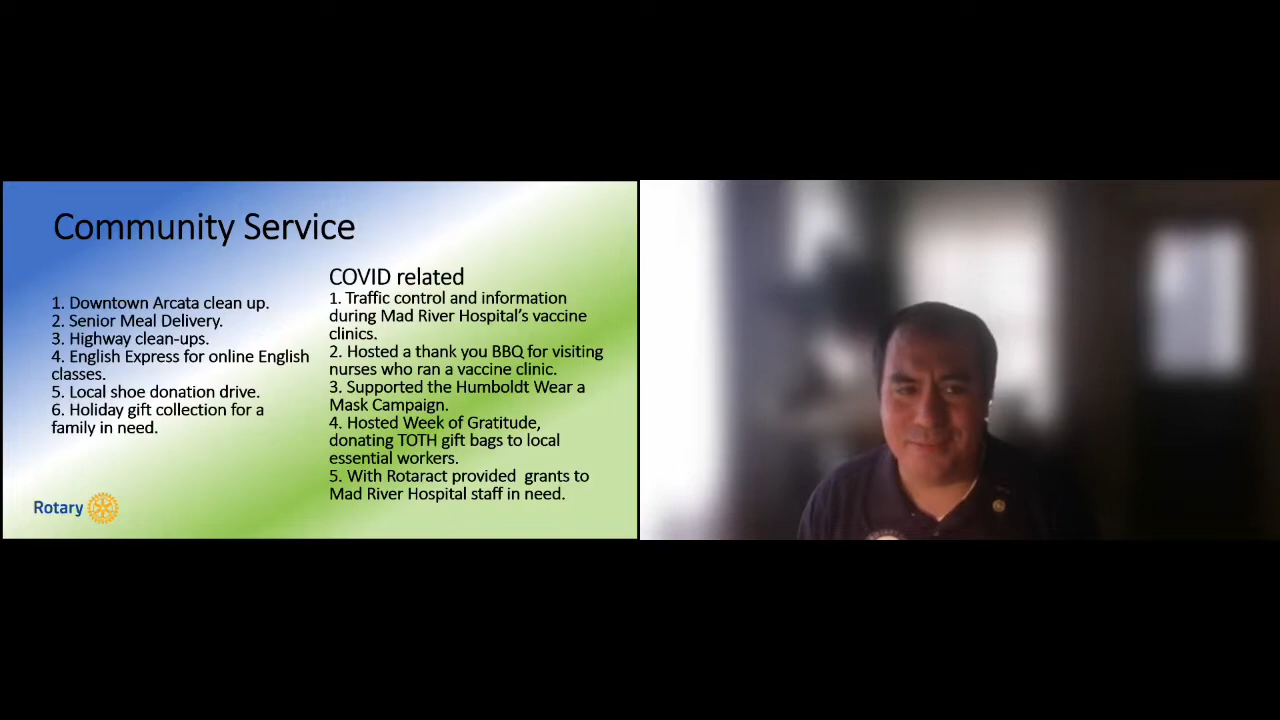 Community Service
1. Downtown Arcata clean up.
2. Senior Meal Delivery.
3. Highway clean-ups.
4. English Express for online English
classes.
5. Local shoe donation drive.
6. Holiday gift collection for a
family in need.
COVID related
1. Traffic control and information
during Mad River Hospital’s vaccine
clinics.
2. Hosted a thank you BBQ for visiting
nurses who ran a vaccine clinic.
3. Supported the Humboldt Wear a
Mask Campaign.
4. Hosted Week of Gratitude,
donating TOTH gift bags to local
essential workers.
5. With Rotaract provided  grants to
Mad River Hospital staff in need.
Rotary